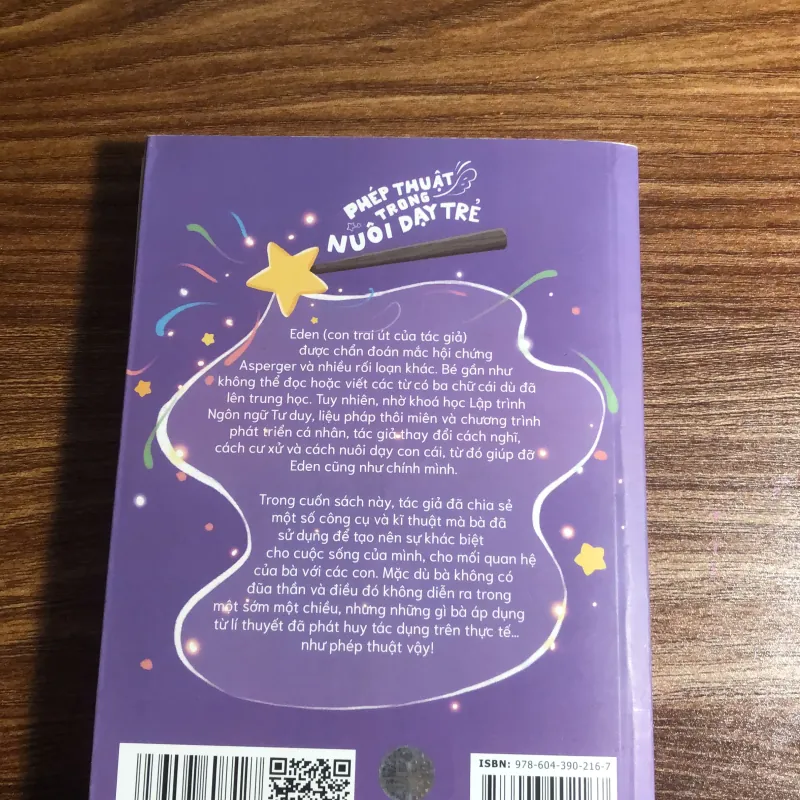 PHÉP THUẬT
TRONG
NUÔI DẠY TRẺ
Eden (con trai út của tác giả)
được chẩn đoán mắc hội chứng
Asperger và nhiều rối loạn khác. Bé gần như
không thể đọc hoặc viết các từ có ba chữ cái dù đã
lên trung học. Tuy nhiên, nhờ khoá học Lập trình
Ngôn ngữ Tư duy, liệu pháp thôi miên và chương trình
phát triển cá nhân, tác giả thay đổi cách nghĩ,
cách cư xử và cách nuôi dạy con cái, từ đó giúp đỡ
Eden cũng như chính mình.
Trong cuốn sách này, tác giả đã chia sẻ
một số công cụ và kĩ thuật mà bà đã
sử dụng để tạo nên sự khác biệt
cho cuộc sống của mình, cho mối quan hệ
của bà với các con. Mặc dù bà không có
đũa thần và điều đó không diễn ra trong
một sớm một chiều, những những gì bà áp dụng
từ lí thuyết đã phát huy tác dụng trên thực tế...
như phép thuật vậy!
ISBN: 978-604-390-216-7